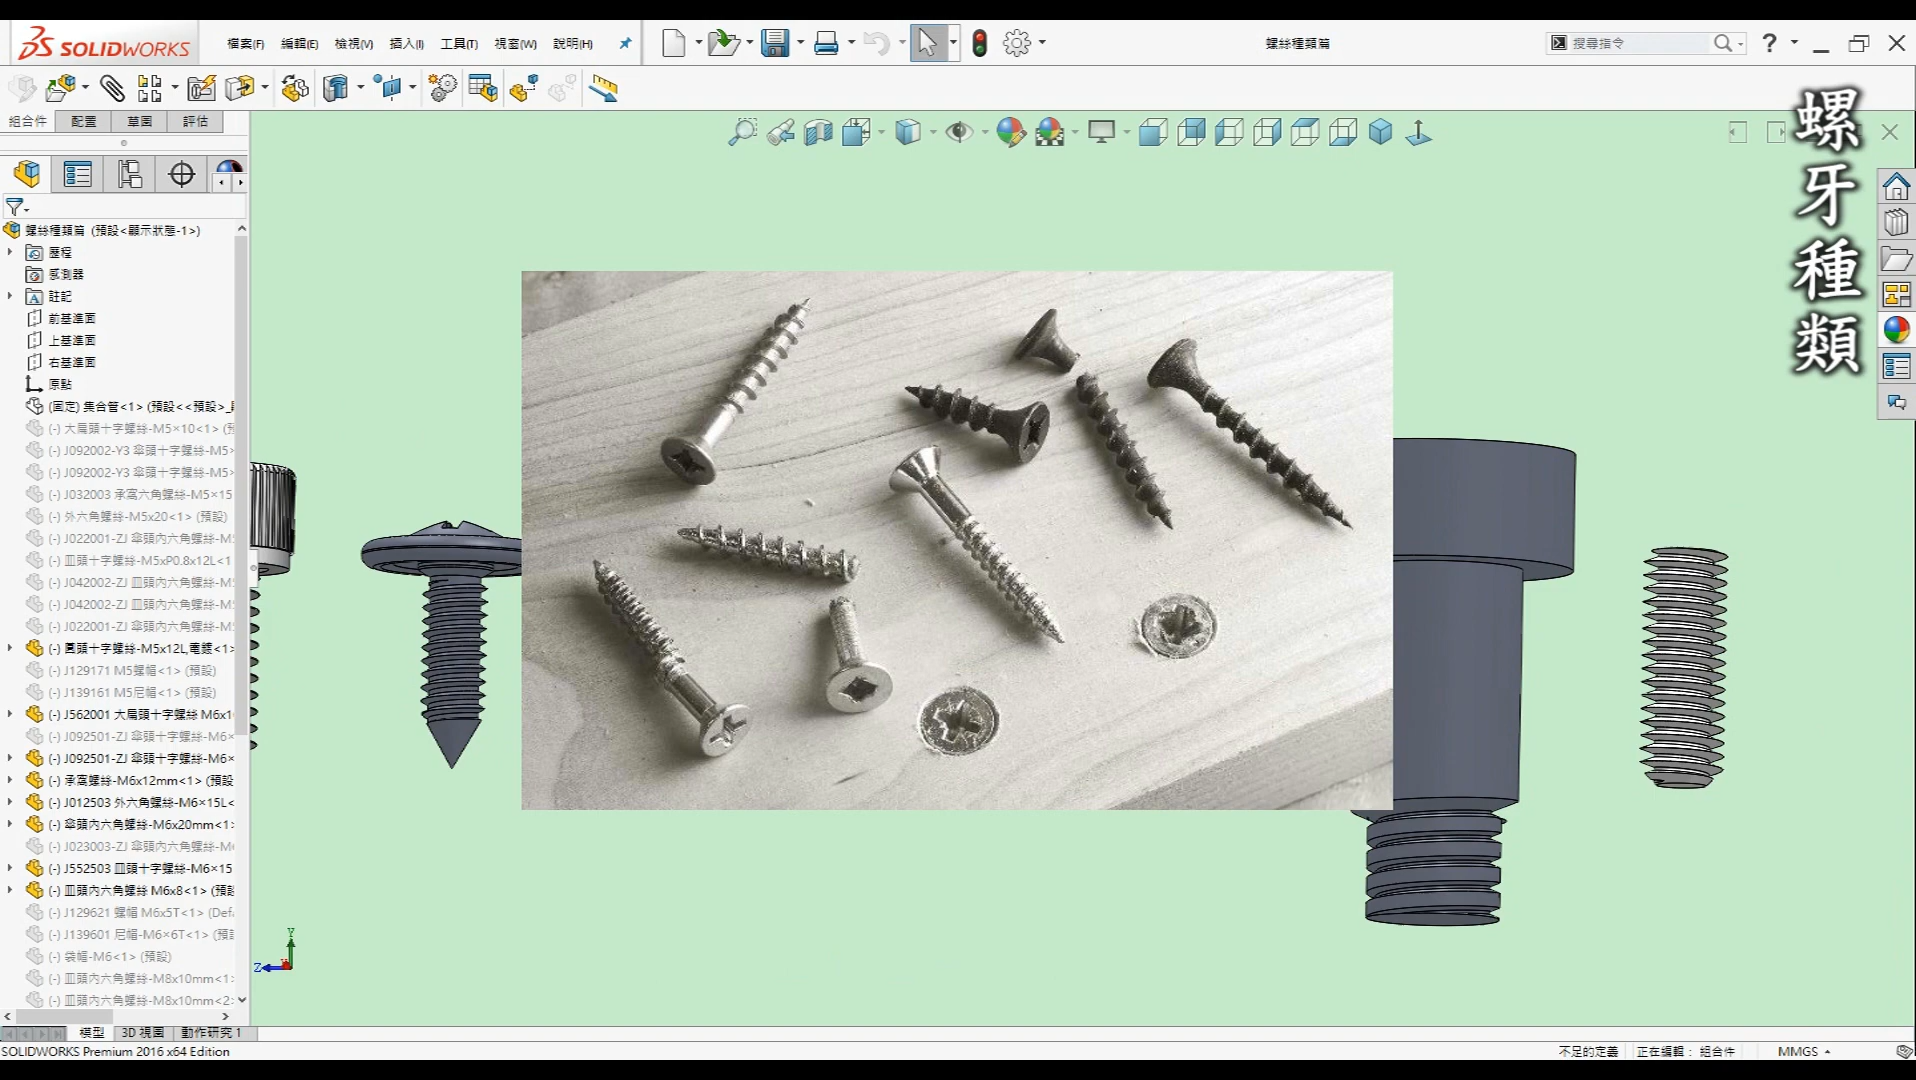 SOLIDWORKS
檔案(F) 編輯(E) 檢視(V) 插入(I) 工具(T) 視窗(W) 說明(H)
螺絲種類篇
搜尋指令
組合件 配置 草圖 評估
螺牙種類
螺絲種類篇 (預設<顯示狀態-1>)
歷程
感測器
註記
前基準面
上基準面
右基準面
原點
(固定) 集合管<1> (預設<<預設>_
(-) 大扁頭十字螺絲-M5×10<1> (預
(-) J092002-Y3 傘頭十字螺絲-M5×
(-) J092002-Y3 傘頭十字螺絲-M5×
(-) J032003 承窩六角螺絲-M5×15
(-) 外六角螺絲-M5x20<1> (預設)
(-) J022001-ZJ 傘頭內六角螺絲-M5
(-) 皿頭十字螺絲-M5xP0.8x12L<1
(-) J042002-ZJ 皿頭內六角螺絲-M5
(-) J042002-ZJ 皿頭內六角螺絲-M5
(-) J022001-ZJ 傘頭內六角螺絲-M5
(-) 圓頭十字螺絲-M5x12L,電鍍<1>
(-) J129171 M5螺帽<1> (預設)
(-) J139161 M5尼帽<1> (預設)
(-) J562001 大扁頭十字螺絲 M6x1
(-) J092501-ZJ 傘頭十字螺絲-M6×
(-) J092501-ZJ 傘頭十字螺絲-M6×
(-) 承窩螺絲-M6x12mm<1> (預設
(-) J012503 外六角螺絲-M6×15L<
(-) 傘頭內六角螺絲-M6x20mm<1>
(-) J023003-ZJ 傘頭內六角螺絲-M6
(-) J552503 皿頭十字螺絲-M6×15
(-) 皿頭內六角螺絲 M6x8<1> (預設
(-) J129621 螺帽 M6x5T<1> (Def
(-) J139601 尼帽-M6×6T<1> (預設
(-) 袋帽-M6<1> (預設)
(-) 皿頭內六角螺絲-M8x10mm<1>
(-) 皿頭內六角螺絲-M8x10mm<2>
Y
Z
模型 3D 視圖 動作研究 1
SOLIDWORKS Premium 2016 x64 Edition
不足的定義 正在編輯： 組合件 MMGS